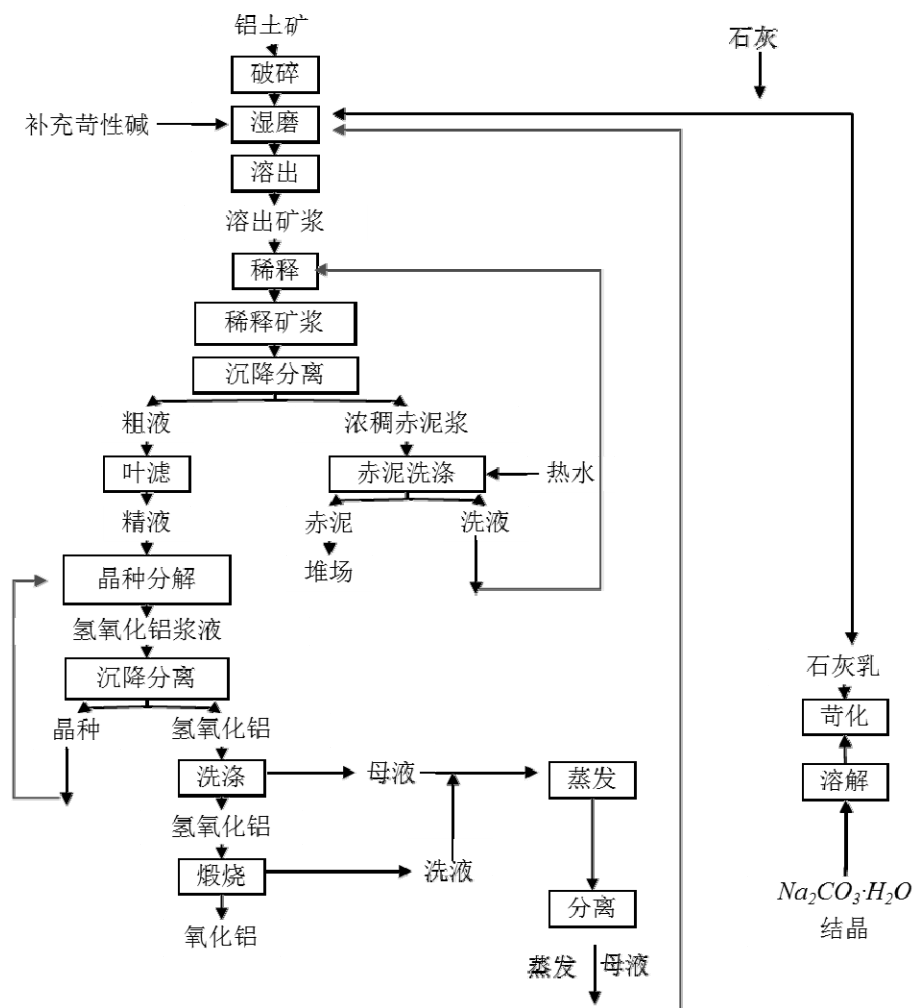 铝土矿
石灰
破碎
补充苛性碱
湿磨
溶出
溶出矿浆
稀释
稀释矿浆
沉降分离
粗液
浓稠赤泥浆
叶滤
赤泥洗涤
热水
精液
赤泥
洗液
堆场
晶种分解
氢氧化铝浆液
沉降分离
石灰乳
晶种
氢氧化铝
苛化
洗涤
母液
蒸发
溶解
氢氧化铝
煅烧
洗液
分离
Na₂CO₃·H₂O
结晶
氧化铝
蒸发 母液